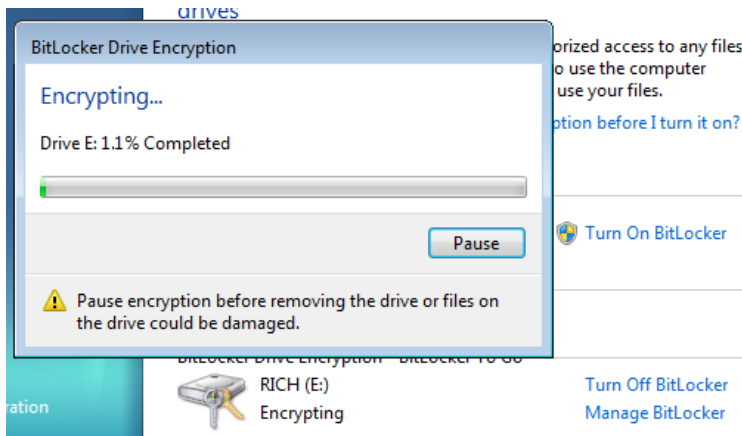 drives
BitLocker Drive Encryption
orized access to any files
o use the computer
use your files.
Encrypting...
ption before I turn it on?
Drive E: 1.1% Completed
Pause
Turn On BitLocker
Pause encryption before removing the drive or files on
the drive could be damaged.
BitLocker Drive Encryption - BitLocker To Go
RICH (E:)
Turn Off BitLocker
ration
Encrypting
Manage BitLocker